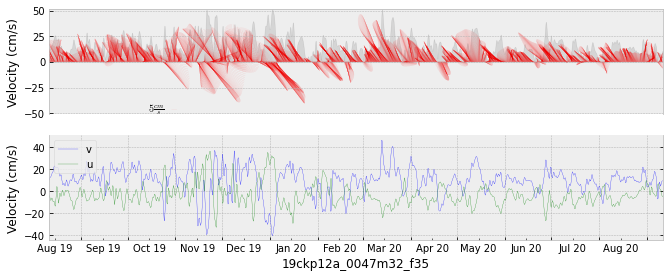 Velocity (cm/s)
50
25
0
−25
−50
5 cm/s
Velocity (cm/s)
40
20
0
−20
−40
v
u
Aug 19 Sep 19 Oct 19 Nov 19 Dec 19 Jan 20 Feb 20 Mar 20 Apr 20 May 20 Jun 20 Jul 20 Aug 20
19ckp12a_0047m32_f35